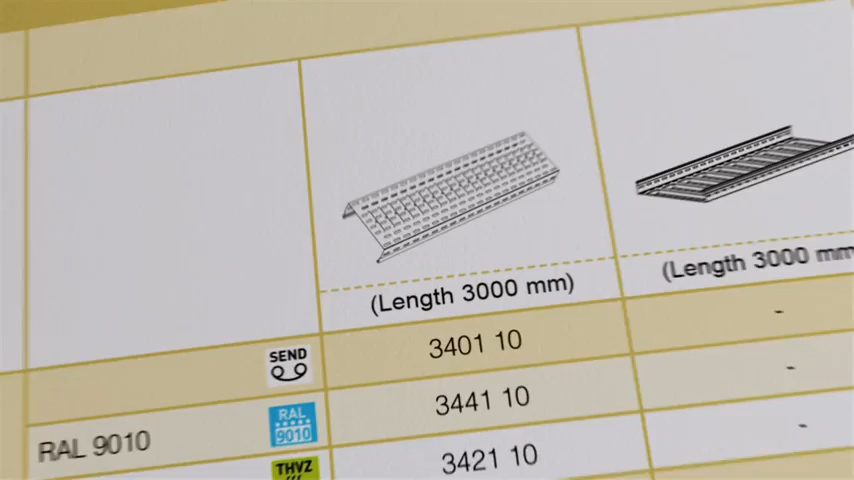 (Length 3000 mm)
(Length 3000 mm
SEND
3401 10
-
RAL 9010
RAL
9010
3441 10
-
THVZ
3421 10
-